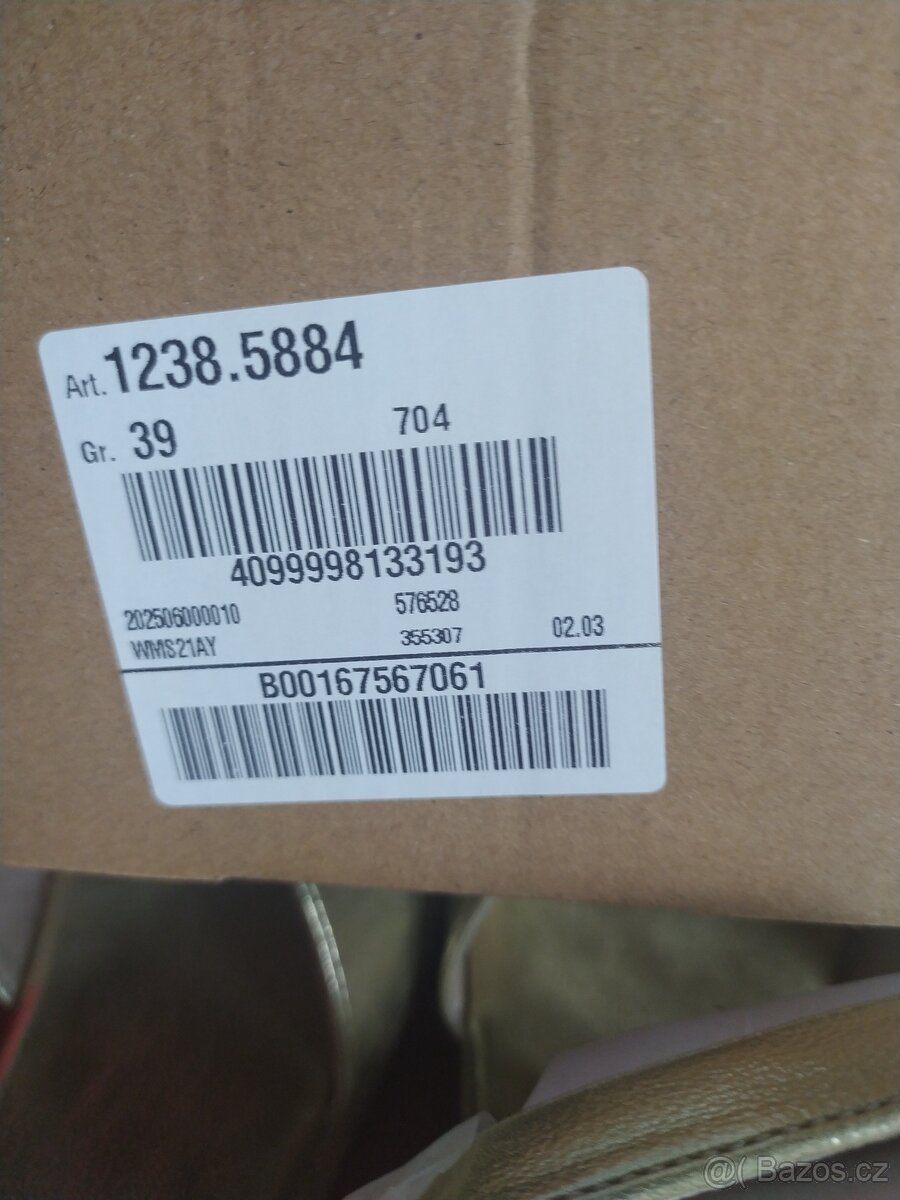 Art. 1238.5884
Gr. 39 704
4099998133193
202506000010 576528
WMS21AY 355307 02.03
B00167567061
@( Bazos.cz